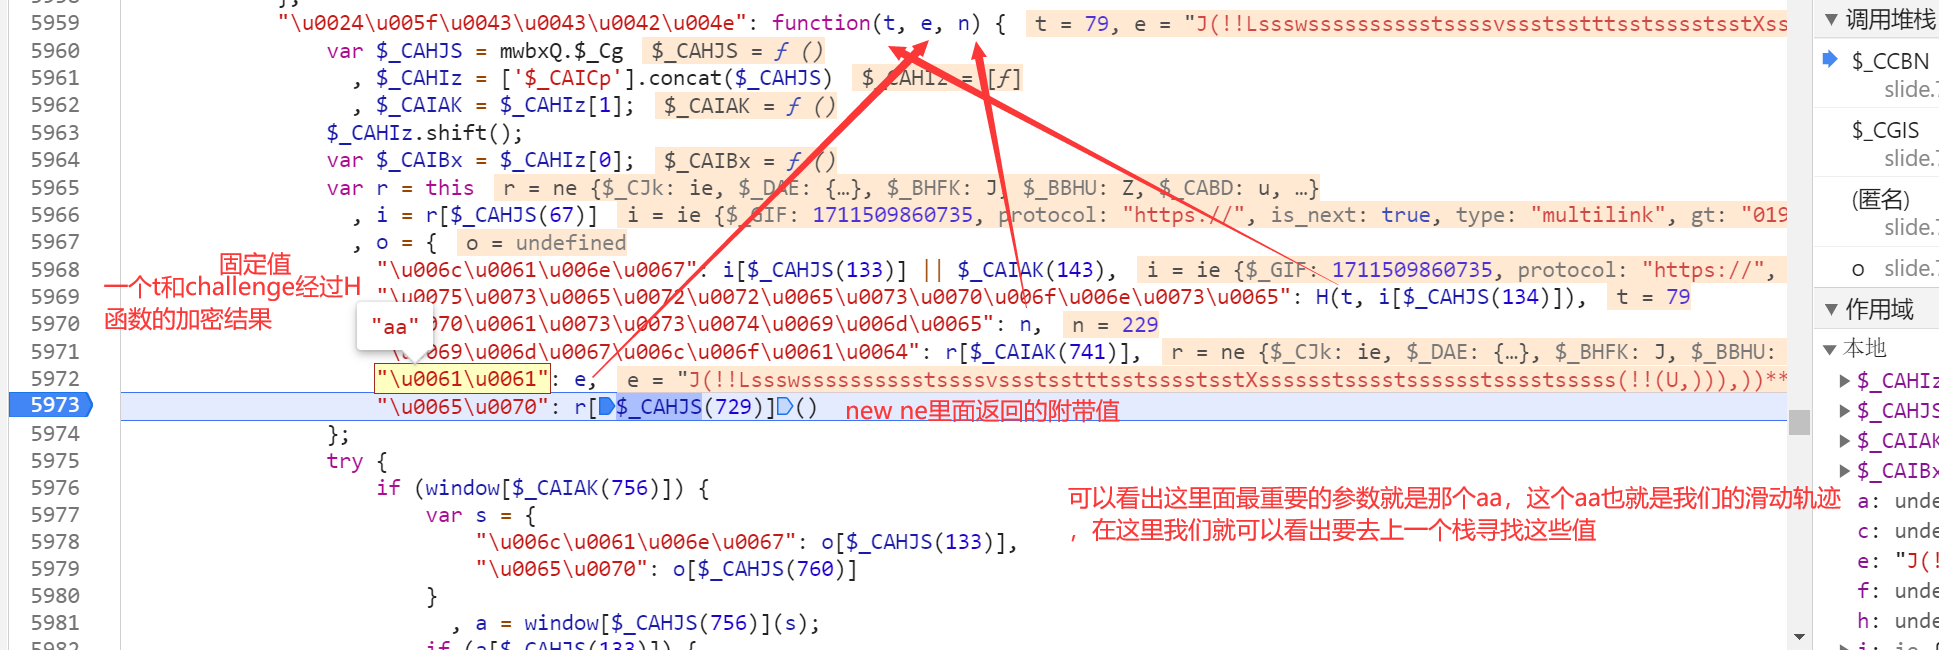 5959 "\u0024\u005f\u0043\u0043\u0042\u004e": function(t, e, n) { t = 79, e = "J(!!LssswsssssssssstssssvssstsstttsstsssstsstXss
5960 var $_CAHJS = mwbxQ.$_Cg $_CAHJS = ƒ ()
5961 , $_CAHIz = ['$_CAICp'].concat($_CAHJS) $_CAHIz = [ƒ]
5962 , $_CAIAK = $_CAHIz[1]; $_CAIAK = ƒ ()
5963 $_CAHIz.shift();
5964 var $_CAIBx = $_CAHIz[0]; $_CAIBx = ƒ ()
5965 var r = this r = ne {$_CJk: ie, $_DAE: {…}, $_BHFK: J, $_BBHU: Z, $_CABD: u, …}
5966 , i = r[$_CAHJS(67)] i = ie {$_GIF: 1711509860735, protocol: "https://", is_next: true, type: "multilink", gt: "019
5967 , o = { o = undefined
5968 "\u006c\u0061\u006e\u0067": i[$_CAHJS(133)] || $_CAIAK(143), i = ie {$_GIF: 1711509860735, protocol: "https://",
5969 "\u0075\u0073\u0065\u0072\u0072\u0065\u0073\u0070\u006f\u006e\u0073\u0065": H(t, i[$_CAHJS(134)]), t = 79
5970 070\u0061\u0073\u0073\u0074\u0069\u006d\u0065": n, n = 229
5971 "\u0069\u006d\u0067\u006c\u006f\u0061\u0064": r[$_CAIAK(741)], r = ne {$_CJk: ie, $_DAE: {…}, $_BHFK: J, $_BBHU:
5972 "\u0061\u0061": e, e = "J(!!LssswsssssssssstssssvssstsstttsstsssstsstXsssssstsssstsssssstssssstsssss(!!(U,))),))**
5973 "\u0065\u0070": r[$_CAHJS(729)]() new ne里面返回的附带值
5974 };
5975 try {
5976 if (window[$_CAIAK(756)]) {
5977 var s = {
5978 "\u006c\u0061\u006e\u0067": o[$_CAHJS(133)],
5979 "\u0065\u0070": o[$_CAHJS(760)]
5980 }
5981 , a = window[$_CAHJS(756)](s);
固定值
一个t和challenge经过H
函数的加密结果
"aa"
可以看出这里面最重要的参数就是那个aa，这个aa也就是我们的滑动轨迹
，在这里我们就可以看出要去上一个栈寻找这些值
调用堆栈
$_CCBN
slide.7
$_CGIS
slide.7
(匿名)
slide.7
o slide.7
作用域
本地
$_CAHIz
$_CAHJS
$_CAIAK
$_CAIBx
a: unde
c: unde
e: "J(!
f: unde
h: unde